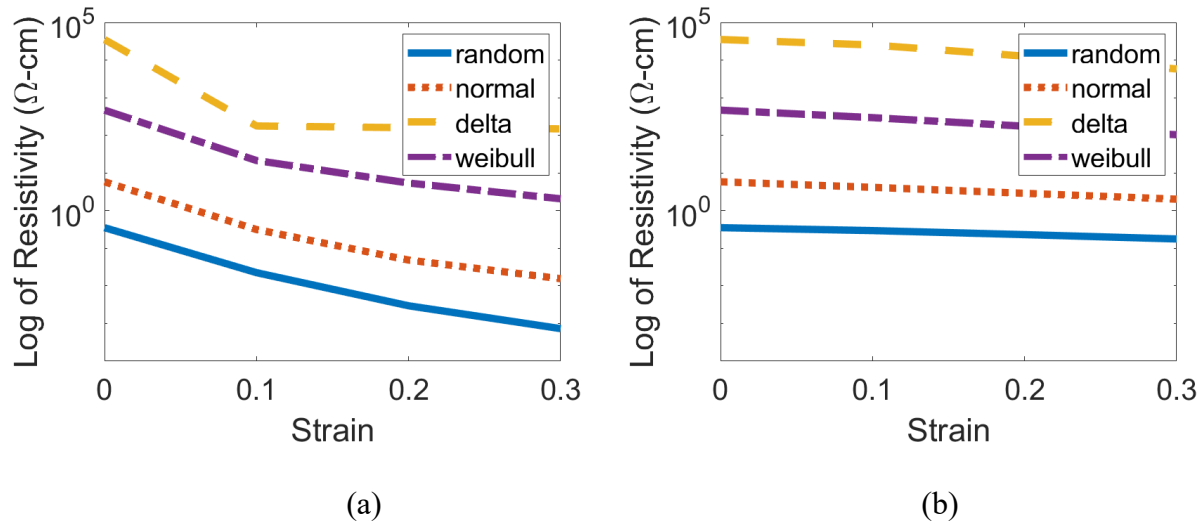 Log of Resistivity (Ω-cm)
10^5
10^0
random
normal
delta
weibull
0
0.1
0.2
0.3
Strain
(a)
Log of Resistivity (Ω-cm)
10^5
10^0
random
normal
delta
weibull
0
0.1
0.2
0.3
Strain
(b)